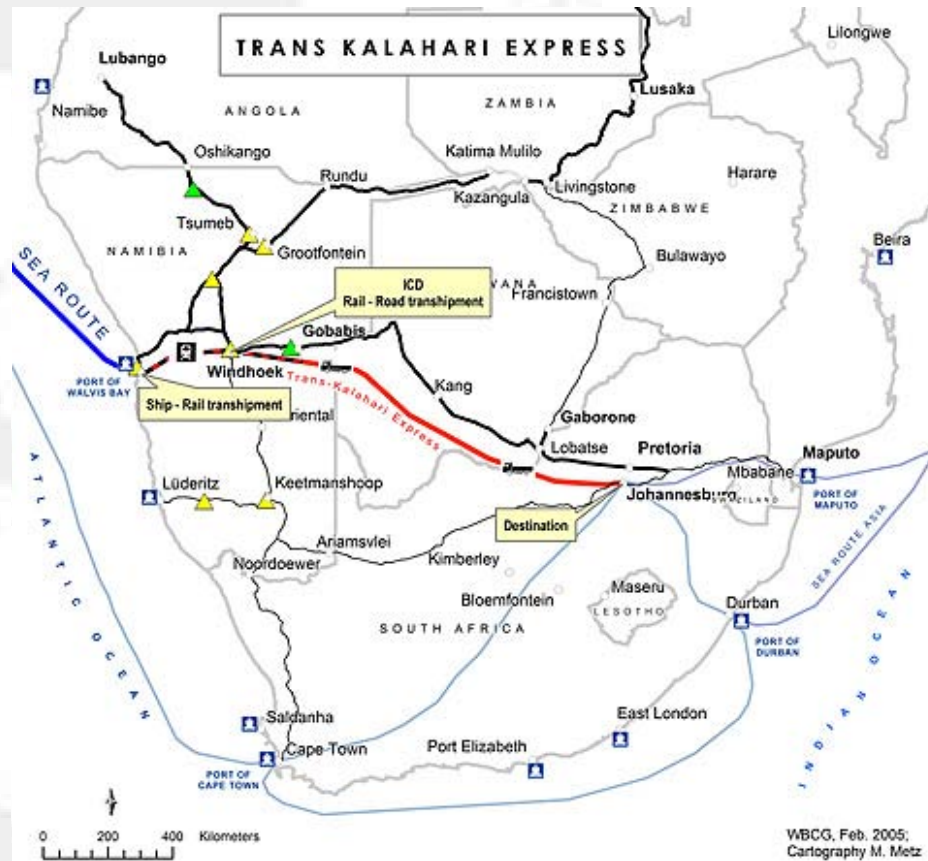 TRANS KALAHARI EXPRESS
Lilongwe
Lubango
Lusaka
Namibe
ANGOLA
ZAMBIA
Oshikango
Katima Mulilo
Rundu
Harare
Livingstone
Kazangula
ZIMBABWE
Tsumeb
NAMIBIA
Grootfontein
Beira
Bulawayo
SEA ROUTE
ICD
Rail - Road transhipment
WANA
Francistown
Gobabis
PORT OF
WALVIS BAY
Windhoek
Trans-Kalahari Express
Kang
Ship - Rail transhipment
riental
Gaborone
Lobatse
Pretoria
Maputo
Mbabane
PORT OF
MAPUTO
Lüderitz
Keetmanshoop
Johannesburg
SWAZILAND
Destination
ATLANTIC OCEAN
Ariamsvlei
Kimberley
SEA ROUTE ASIA
Noordoewer
Maseru
Bloemfontein
LESOTHO
Durban
SOUTH AFRICA
PORT OF
DURBAN
INDIAN OCEAN
Saldanha
East London
Cape Town
Port Elizabeth
PORT OF
CAPE TOWN
0 200 400 Kilometers
WBCG, Feb. 2005;
Cartography M. Metz